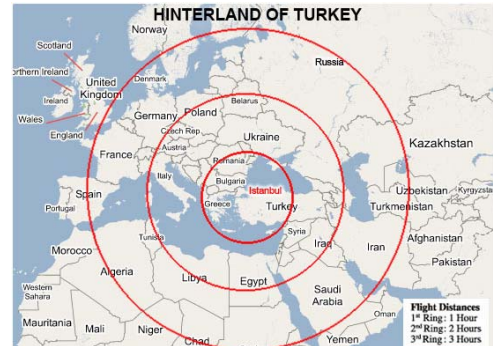 HINTERLAND OF TURKEY
Norway
Scotland
Russia
Northern Ireland
United
Kingdom
Denmark
Ireland
Belarus
Wales
Germany
Poland
England
Czech Rep
Ukraine
Kazakhstan
France
Austria
Romania
Italy
Bulgaria
Istanbul
Uzbekistan
Kyrgyzstan
Spain
Portugal
Greece
Turkey
Turkmenistan
Syria
Tunisia
Afghanistan
Morocco
Iraq
Iran
Algeria
Pakistan
Libya
Egypt
Western
Sahara
Saudi
Arabia
Oman
Mauritania
Mali
Niger
Chad
Yemen
Flight Distances
1st Ring: 1 Hour
2nd Ring: 2 Hours
3rd Ring: 3 Hours